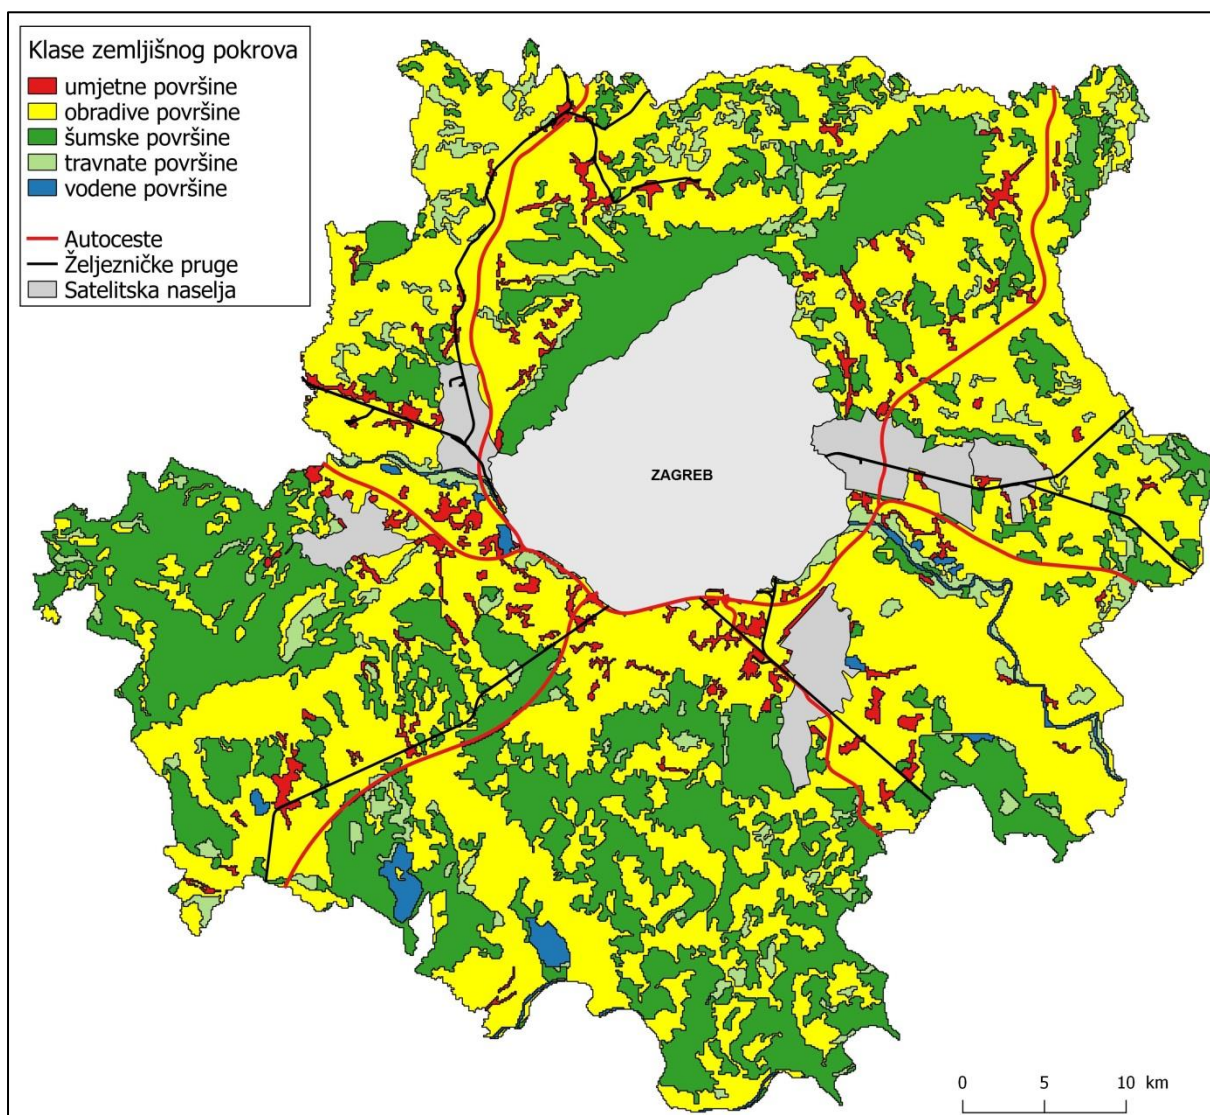 Klase zemljišnog pokrova
umjetne površine
obradive površine
šumske površine
travnate površine
vodene površine
Autoceste
Željezničke pruge
Satelitska naselja
ZAGREB
0 5 10 km